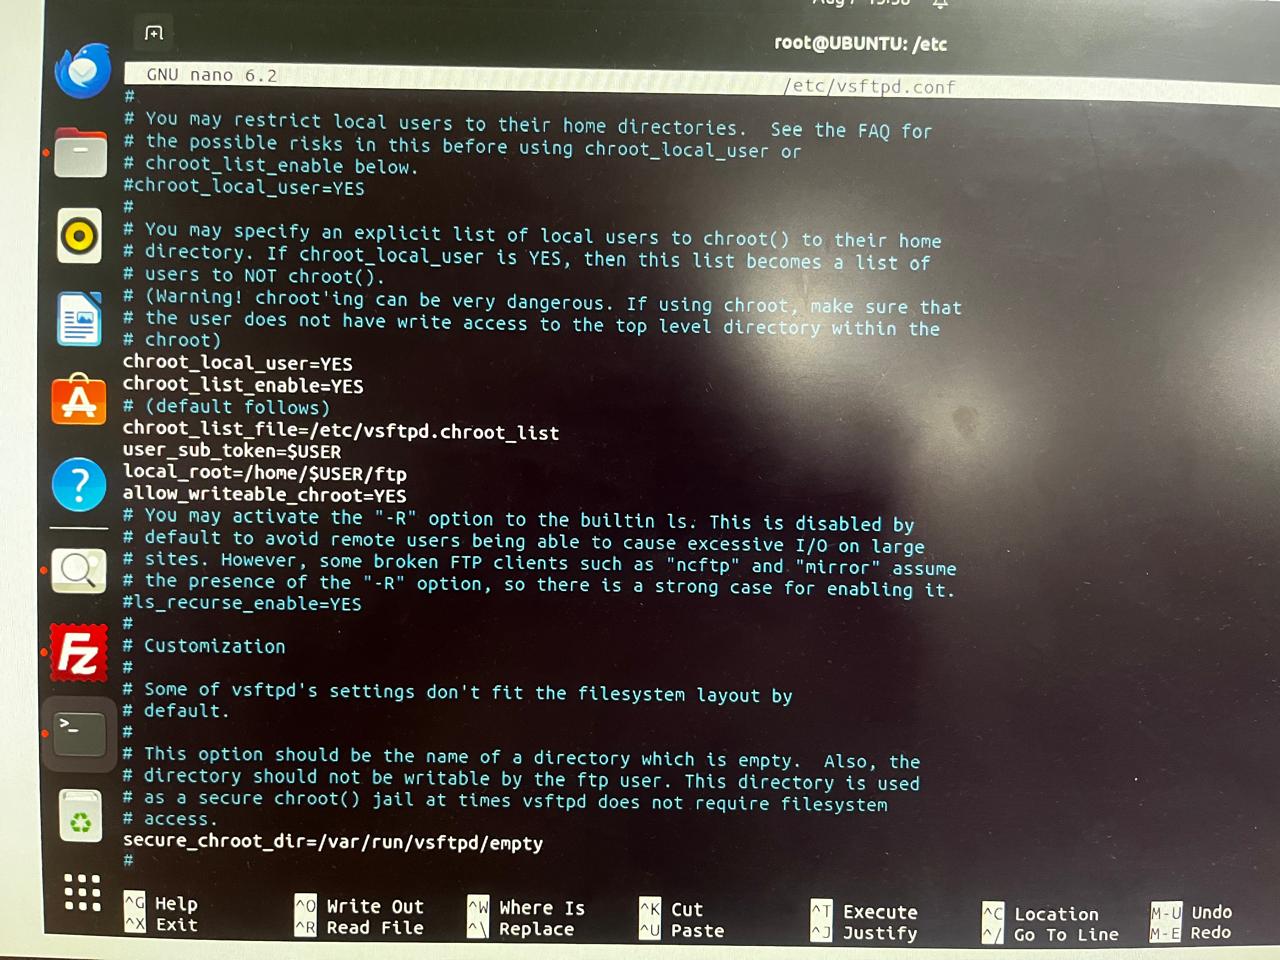 root@UBUNTU: /etc
GNU nano 6.2
/etc/vsftpd.conf
#
# You may restrict local users to their home directories.  See the FAQ for
# the possible risks in this before using chroot_local_user or
# chroot_list_enable below.
#chroot_local_user=YES
#
# You may specify an explicit list of local users to chroot() to their home
# directory. If chroot_local_user is YES, then this list becomes a list of
# users to NOT chroot().
# (Warning! chroot'ing can be very dangerous. If using chroot, make sure that
# the user does not have write access to the top level directory within the
# chroot)
chroot_local_user=YES
chroot_list_enable=YES
# (default follows)
chroot_list_file=/etc/vsftpd.chroot_list
user_sub_token=$USER
local_root=/home/$USER/ftp
allow_writeable_chroot=YES
# You may activate the "-R" option to the builtin ls. This is disabled by
# default to avoid remote users being able to cause excessive I/O on large
# sites. However, some broken FTP clients such as "ncftp" and "mirror" assume
# the presence of the "-R" option, so there is a strong case for enabling it.
#ls_recurse_enable=YES
#
# Customization
#
# Some of vsftpd's settings don't fit the filesystem layout by
# default.
#
# This option should be the name of a directory which is empty.  Also, the
# directory should not be writable by the ftp user. This directory is used
# as a secure chroot() jail at times vsftpd does not require filesystem
# access.
secure_chroot_dir=/var/run/vsftpd/empty
#
^G Help ^O Write Out ^W Where Is ^K Cut ^T Execute ^C Location M-U Undo
^X Exit ^R Read File ^\ Replace ^U Paste ^J Justify ^/ Go To Line M-E Redo